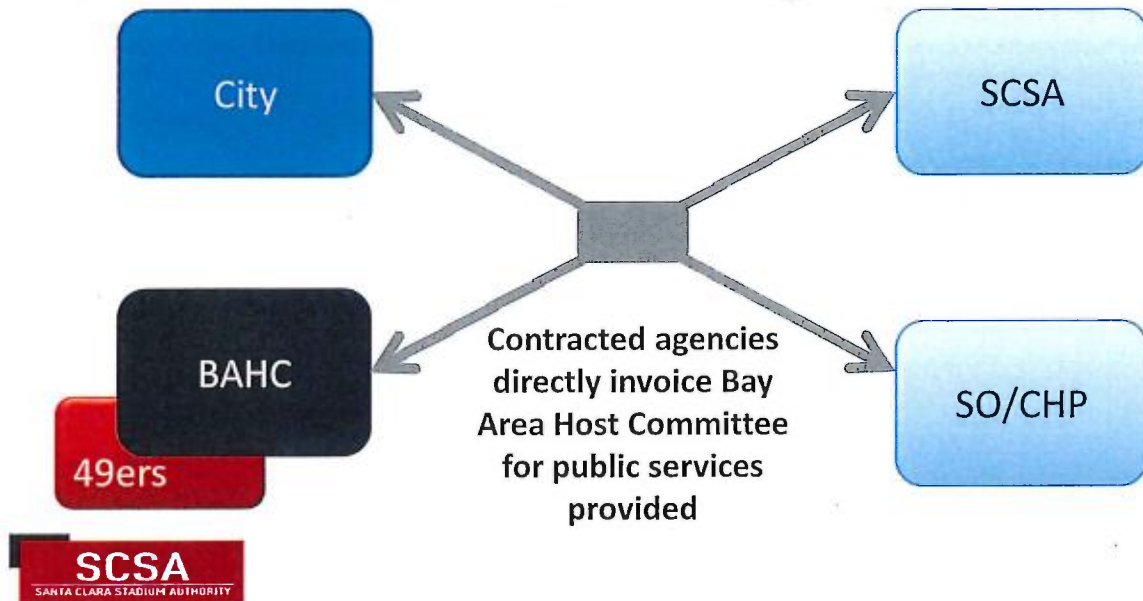 City
SCSA
BAHC
49ers
Contracted agencies
directly invoice Bay
Area Host Committee
for public services
provided
SO/CHP
SCSA
SANTA CLARA STADIUM AUTHORITY